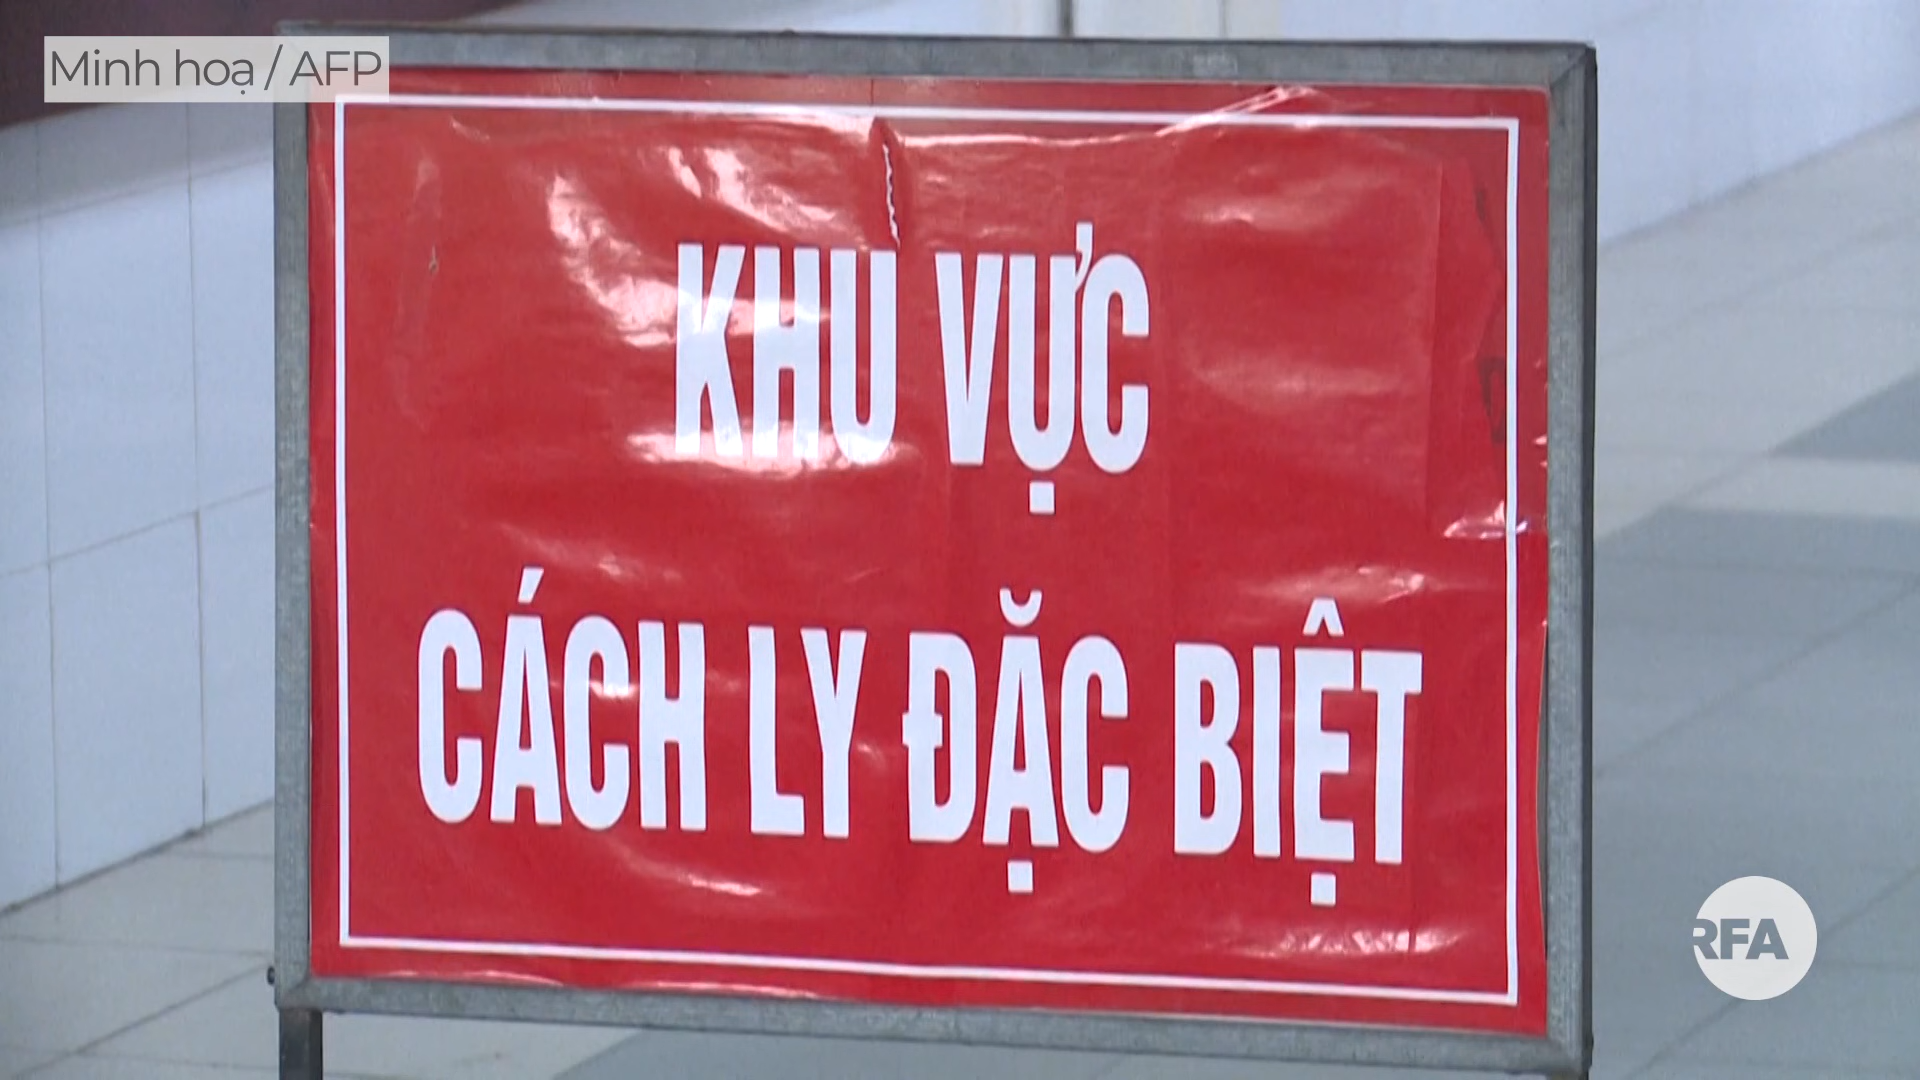 Minh hoạ / AFP
KHU VỰC
CÁCH LY ĐẶC BIỆT
RFA